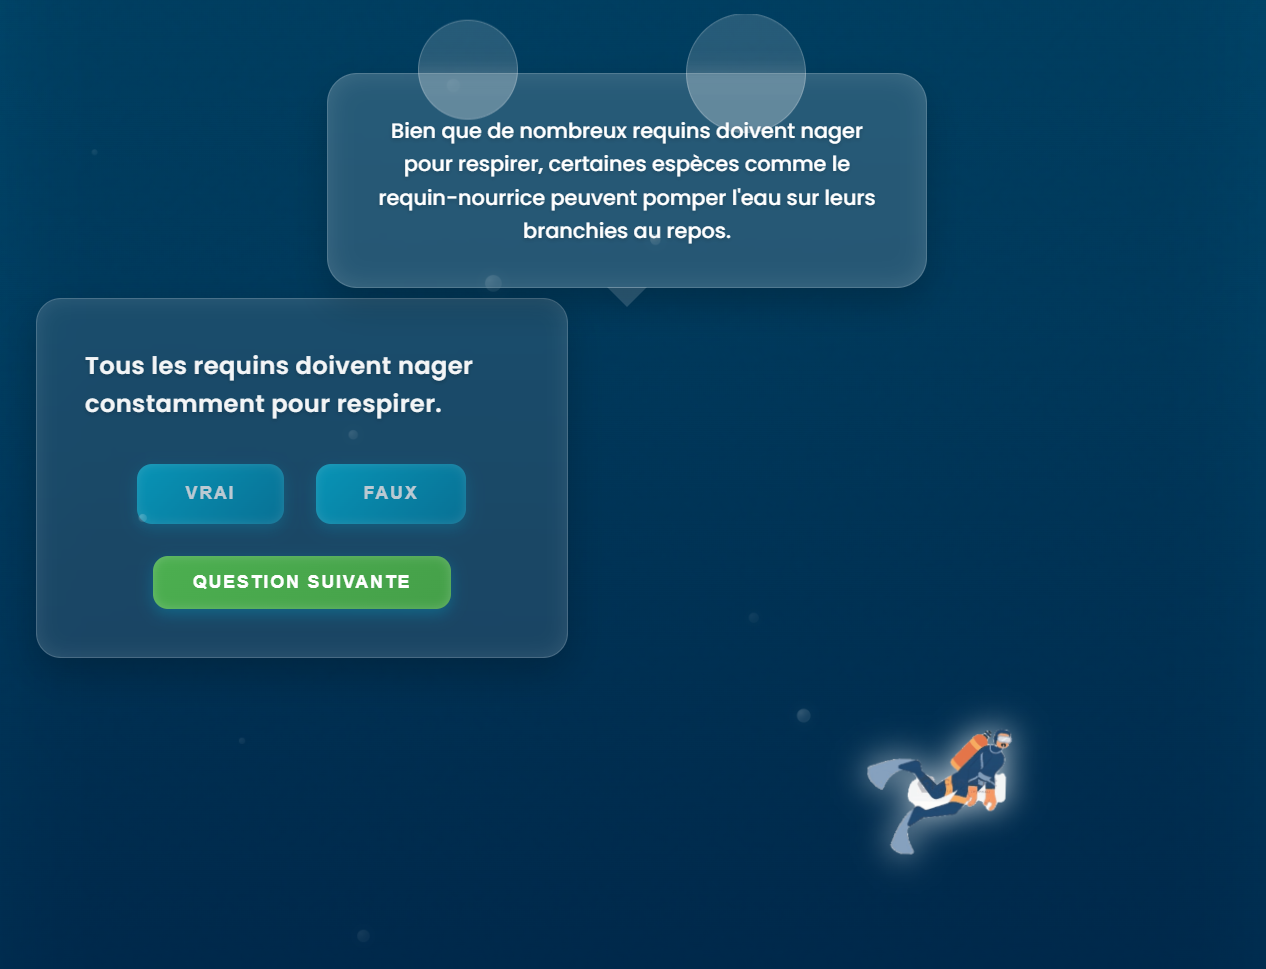 Bien que de nombreux requins doivent nager
pour respirer, certaines espèces comme le
requin-nourrice peuvent pomper l'eau sur leurs
branchies au repos.
Tous les requins doivent nager
constamment pour respirer.
VRAI
FAUX
QUESTION SUIVANTE